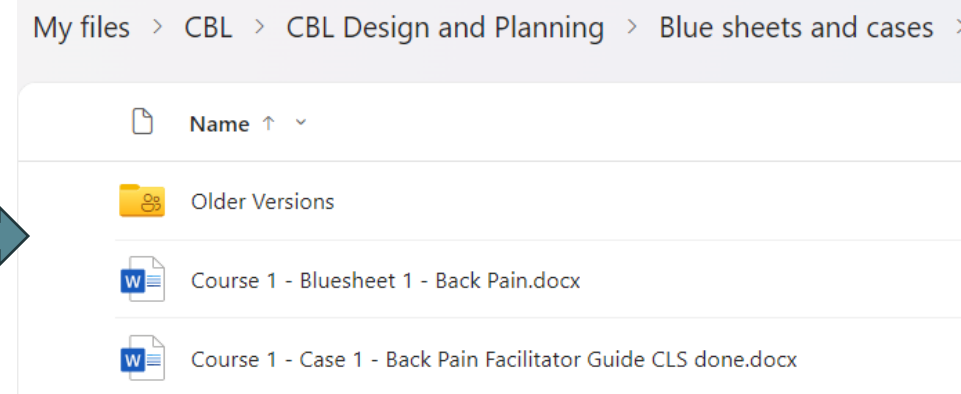 My files > CBL > CBL Design and Planning > Blue sheets and cases >
Name
Older Versions
W Course 1 - Bluesheet 1 - Back Pain.docx
W Course 1 - Case 1 - Back Pain Facilitator Guide CLS done.docx